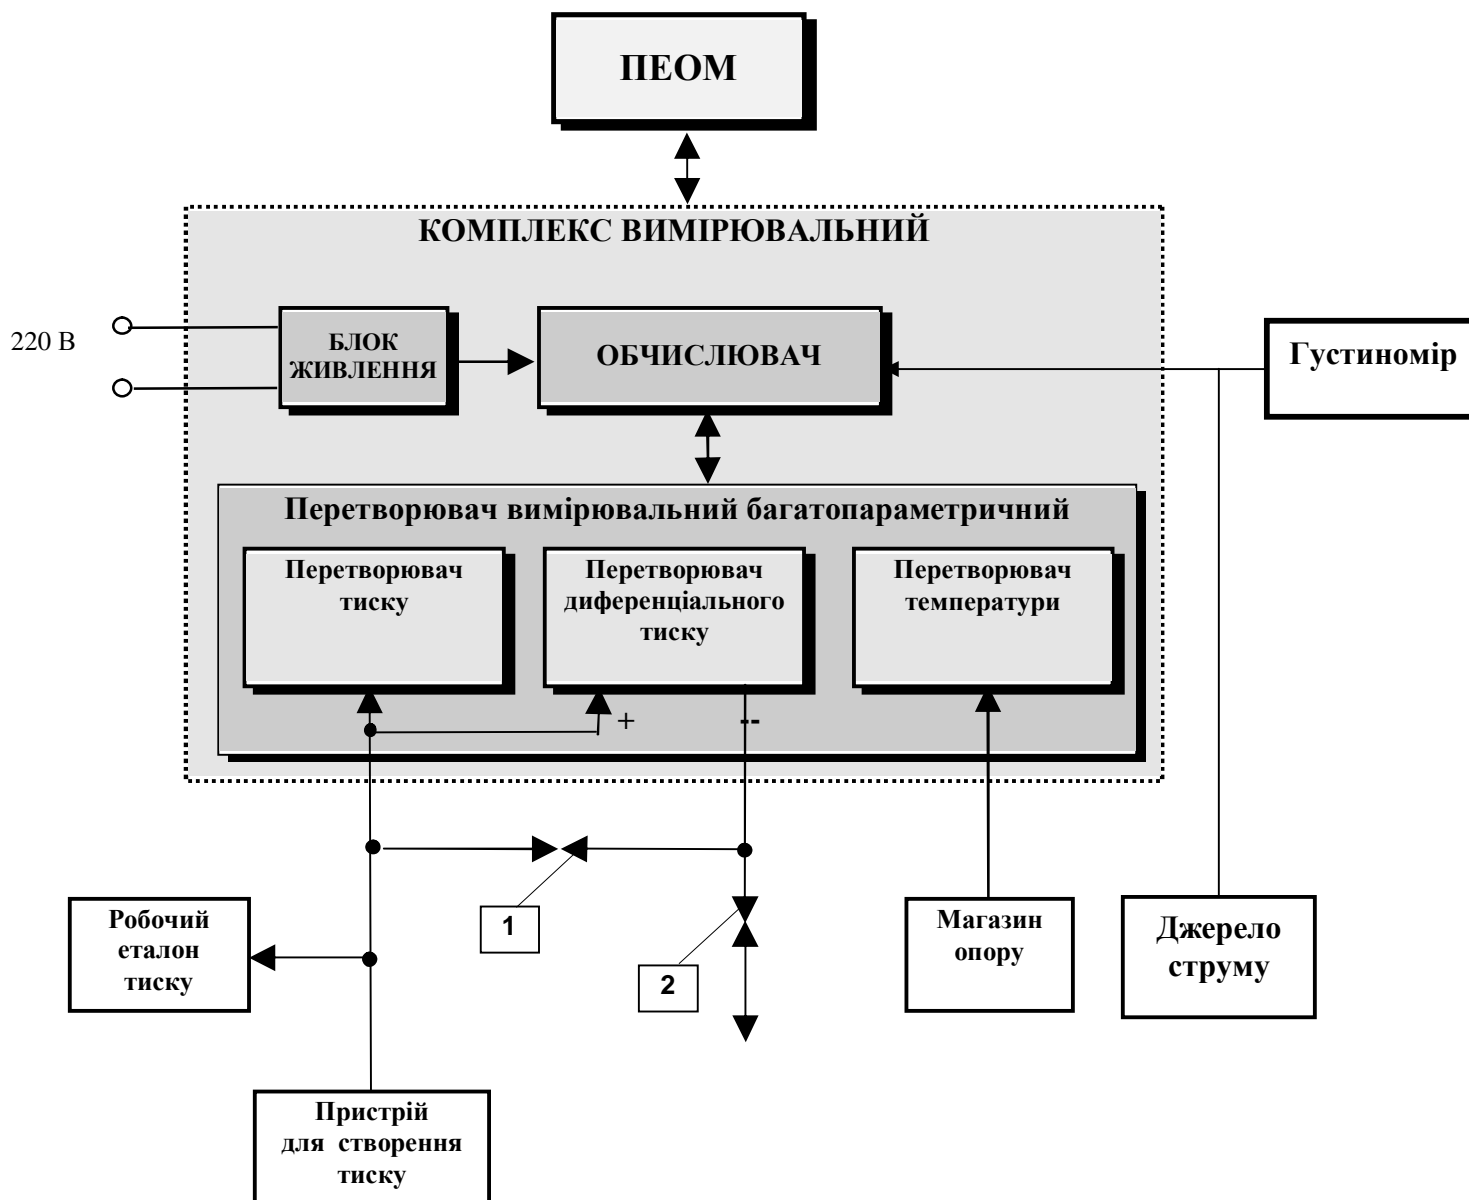 ПЕОМ
КОМПЛЕКС ВИМІРЮВАЛЬНИЙ
220 В
БЛОК
ЖИВЛЕННЯ
ОБЧИСЛЮВАЧ
Густиномір
Перетворювач вимірювальний багатопараметричний
Перетворювач
тиску
Перетворювач
диференціального
тиску
Перетворювач
температури
+
--
1
2
Робочий
еталон
тиску
Магазин
опору
Джерело
струму
Пристрій
для створення
тиску